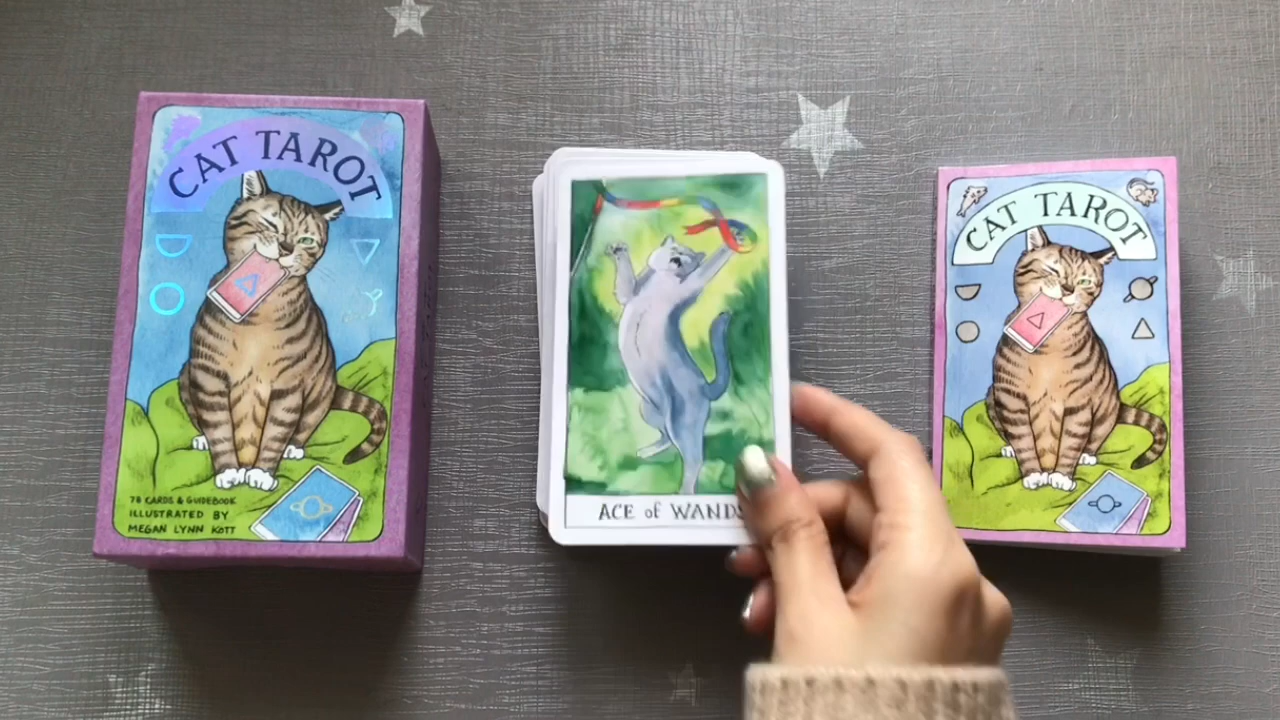 CAT TAROT
78 CARDS & GUIDEBOOK
ILLUSTRATED BY
MEGAN LYNN KOTT
ACE of WANDS
CAT TAROT